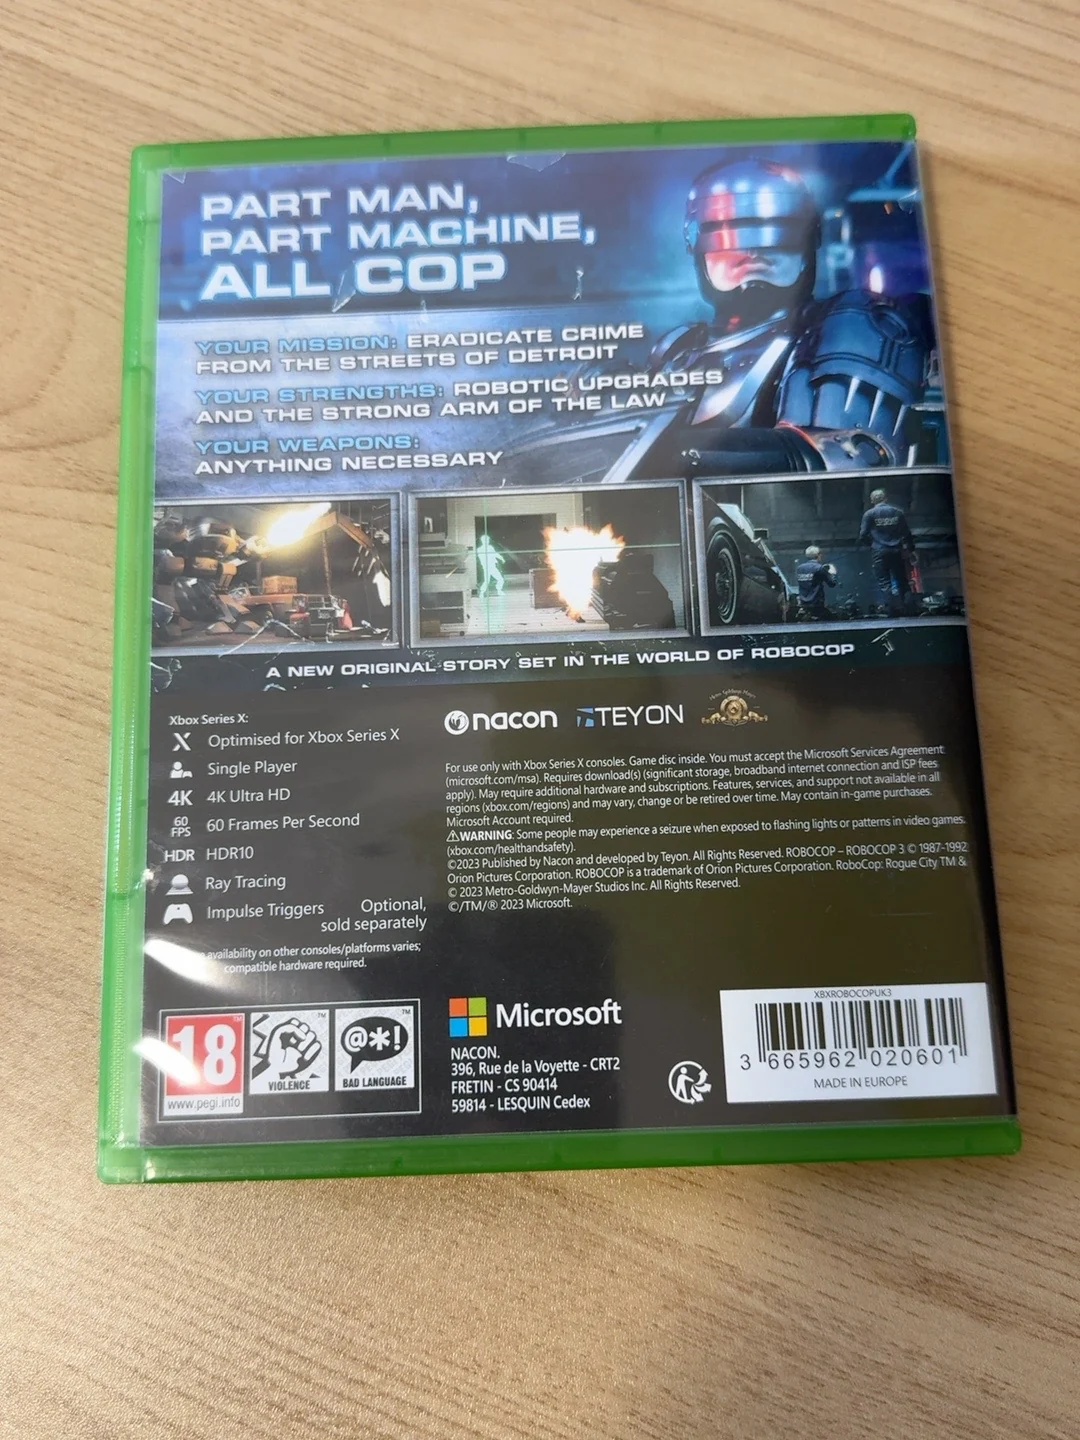 PART MAN,
PART MACHINE,
ALL COP
YOUR MISSION: ERADICATE CRIME
FROM THE STREETS OF DETROIT
YOUR STRENGTHS: ROBOTIC UPGRADES
AND THE STRONG ARM OF THE LAW
YOUR WEAPONS:
ANYTHING NECESSARY
A NEW ORIGINAL STORY SET IN THE WORLD OF ROBOCOP
Xbox Series X:
X Optimised for Xbox Series X
Single Player
4K 4K Ultra HD
60 FPS 60 Frames Per Second
HDR HDR10
Ray Tracing
Impulse Triggers Optional,
sold separately
availability on other consoles/platforms varies;
compatible hardware required.
nacon TEYON
For use only with Xbox Series X consoles. Game disc inside. You must accept the Microsoft Services Agreement
(microsoft.com/msa). Requires download(s) (significant storage, broadband internet connection and ISP fees
apply). May require additional hardware and subscriptions. Features, services, and support not available in all
regions (xbox.com/regions) and may vary, change or be retired over time. May contain in-game purchases.
Microsoft Account required.
⚠WARNING: Some people may experience a seizure when exposed to flashing lights or patterns in video games.
(xbox.com/healthandsafety).
©2023 Published by Nacon and developed by Teyon. All Rights Reserved. ROBOCOP – ROBOCOP 3 © 1987-1992
Orion Pictures Corporation. ROBOCOP is a trademark of Orion Pictures Corporation. RoboCop: Rogue City TM &
© 2023 Metro-Goldwyn-Mayer Studios Inc. All Rights Reserved.
©/TM/® 2023 Microsoft.
18
www.pegi.info
VIOLENCE
@*!
BAD LANGUAGE
TM
TM
Microsoft
NACON.
396, Rue de la Voyette - CRT2
FRETIN - CS 90414
59814 - LESQUIN Cedex
XBXROBOCOPUK3
3 665962 020601
MADE IN EUROPE